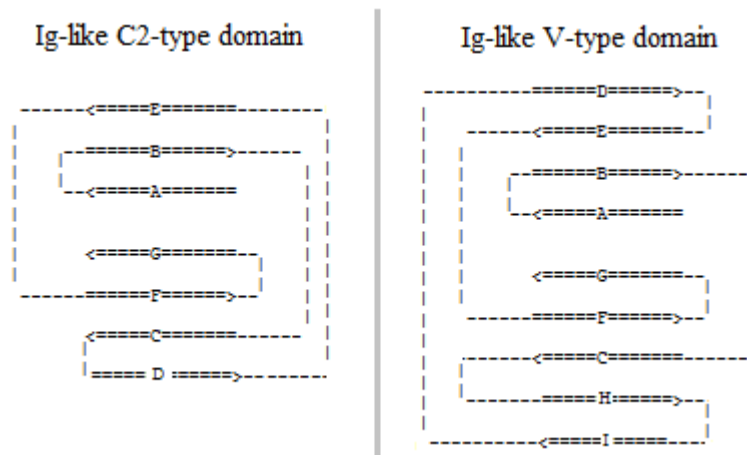 Ig-like C2-type domain
------<=====E=======--------
--=====B======>------
--<=====A=======
<=====G=======--
------=====F======>--
<=====C=======------
===== D ======>--------
Ig-like V-type domain
----------======D======>--
------<=====E=======--
--=====B======>------
--<=====A=======
<=====G=======--
------======F======>--
------<=====C=======------
-------=====H======>--
----------<=====I=====----